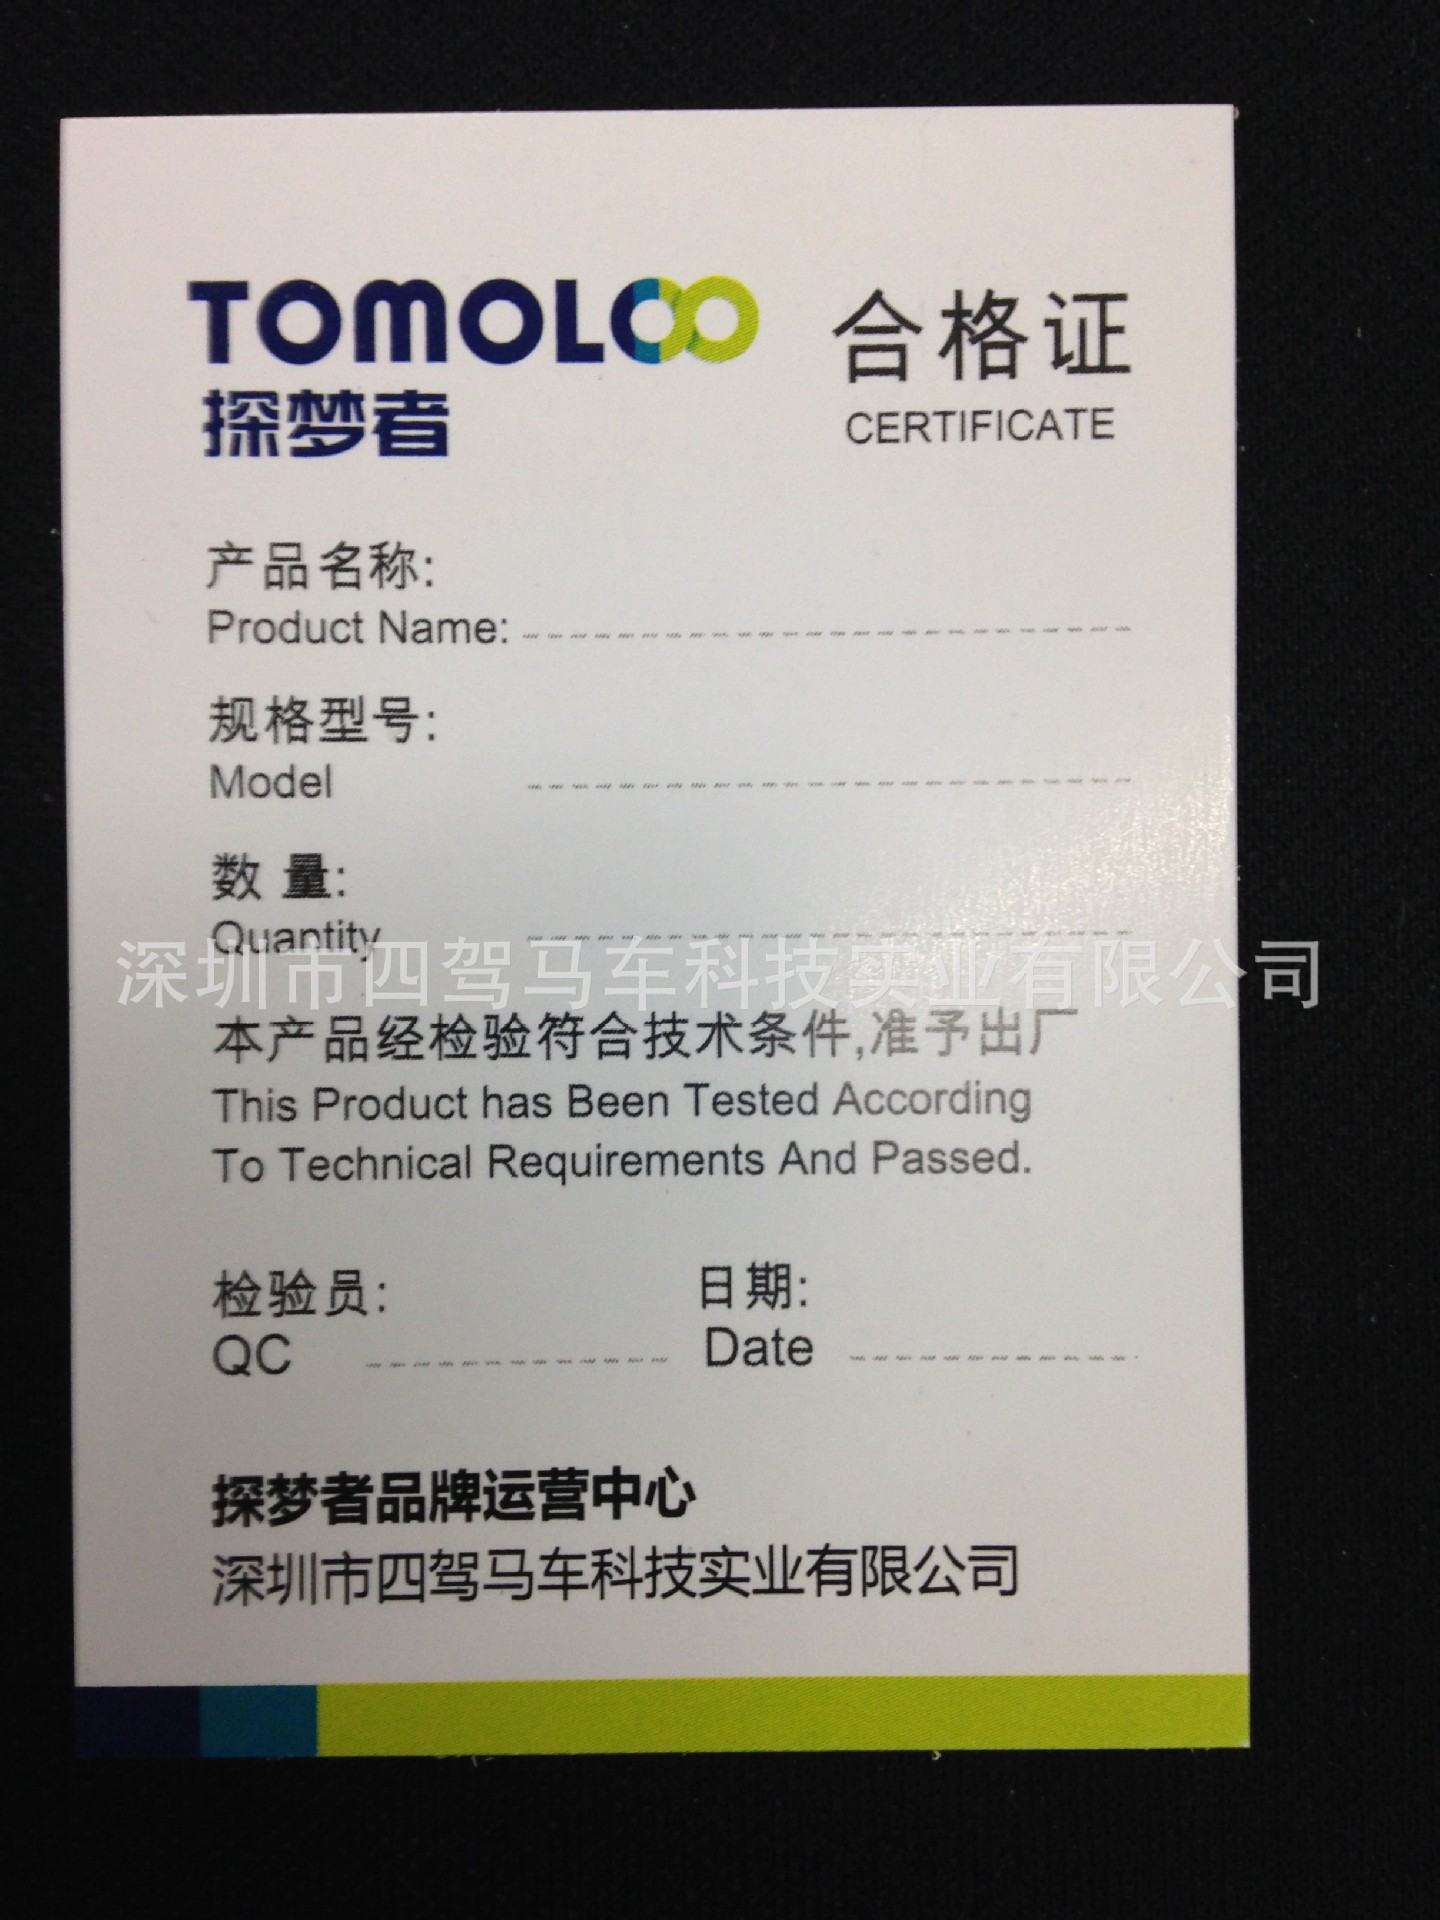 TOMOLOO
探梦者
合格证
CERTIFICATE
产品名称:
Product Name:
规格型号:
Model
数 量:
Quantity
深圳市四驾马车科技实业有限公司
本产品经检验符合技术条件,准予出厂
This Product has Been Tested According
To Technical Requirements And Passed.
检验员:
QC
日期:
Date
探梦者品牌运营中心
深圳市四驾马车科技实业有限公司